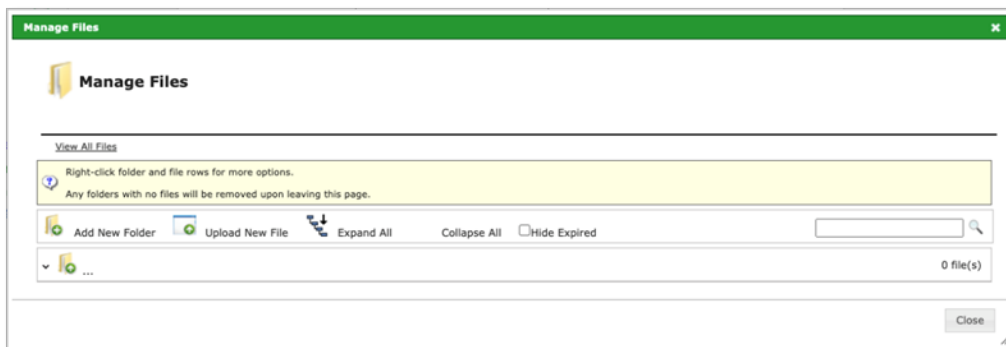 Manage Files
Manage Files
View All Files
Right-click folder and file rows for more options.
Any folders with no files will be removed upon leaving this page.
Add New Folder Upload New File Expand All Collapse All Hide Expired
... 0 file(s)
Close